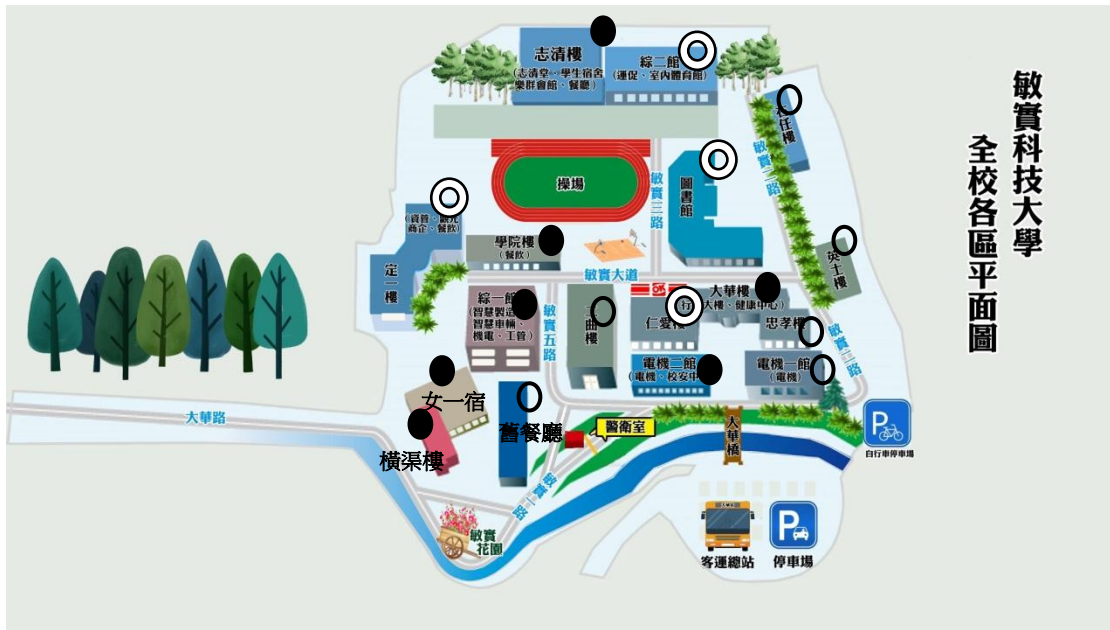 敏實科技大學
全校各區平面圖
志清樓
(志清堂、學生宿舍
樂群會館、餐廳)
綜二館
(運促、室內體育館)
任樓
敏實二路
操場
敏實三路
圖書館
(資管、觀光
商企、餐飲)
定一樓
學院樓
(餐飲)
敏實大道
英士樓
綜一館
智慧製造
智慧車輛、
機電、工管)
敏實五路
曲樓
OK
大華樓
(行 大樓、健康中心)
仁愛樓
忠孝樓
電機二館
(電機、校安中
電機一館
(電機)
敏實二路
女一宿
舊餐廳
橫渠樓
大華路
警衛室
大華橋
P
自行車停車場
敏實一路
敏實
花園
客運總站
P
停車場